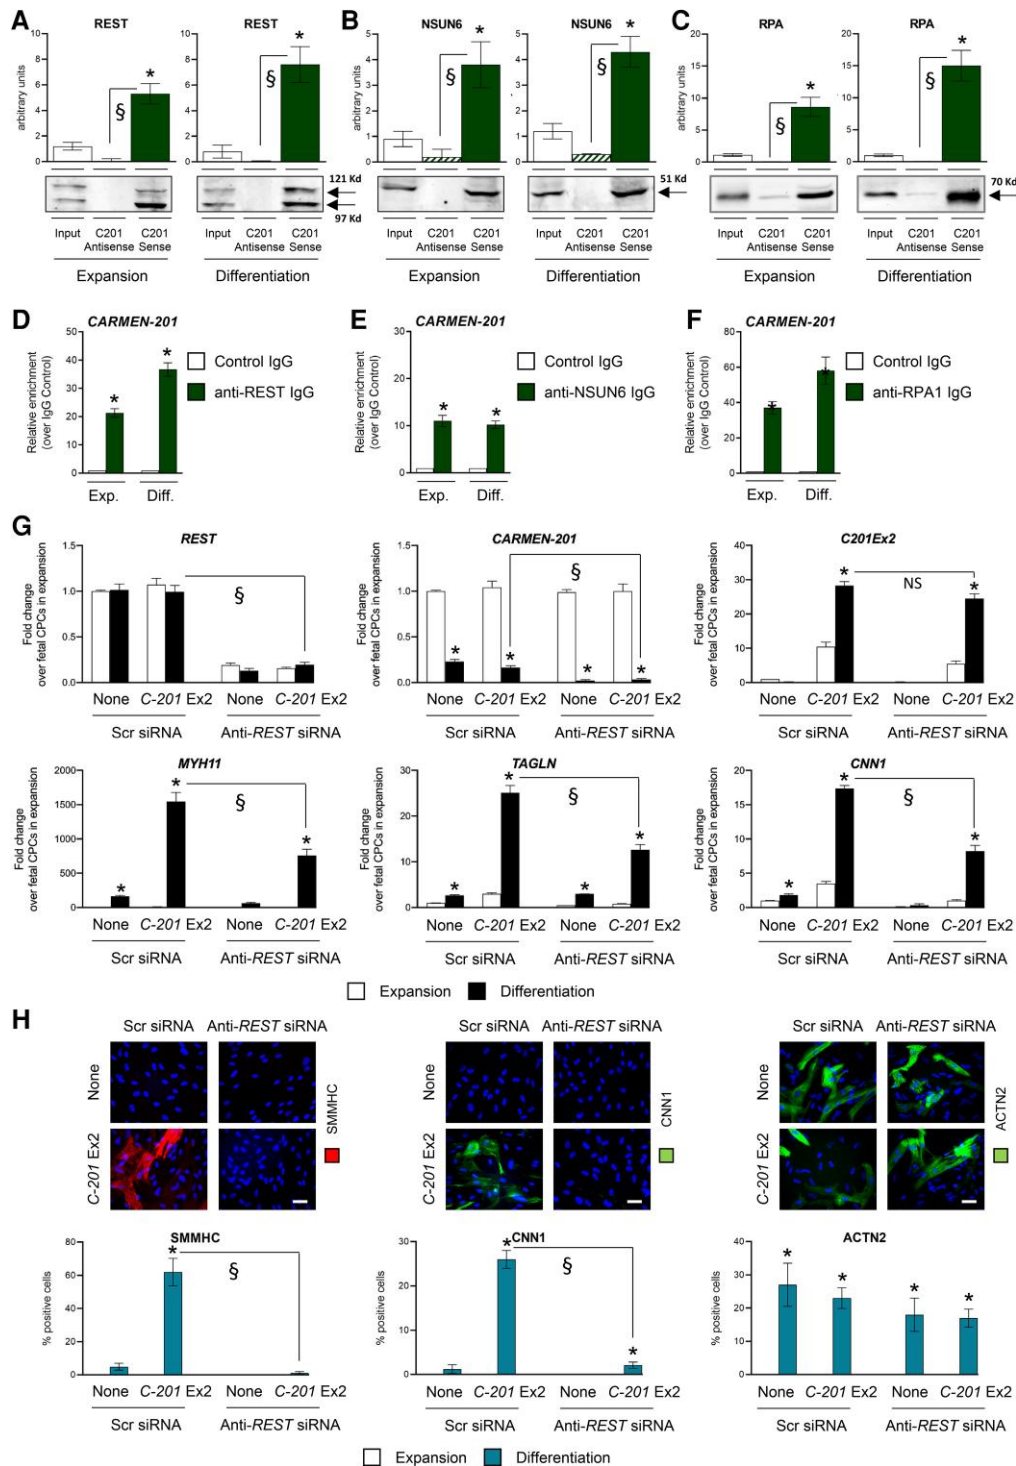 A
REST
REST
arbitrary units
8
6
4
2
0
§
*
10
8
6
4
2
0
§
*
121 Kd
97 Kd
Input
C201 Antisense
C201 Sense
Input
C201 Antisense
C201 Sense
Expansion
Differentiation
B
NSUN6
NSUN6
5
4
3
2
1
0
§
*
5
4
3
2
1
0
§
*
51 Kd
Input
C201 Antisense
C201 Sense
Input
C201 Antisense
C201 Sense
Expansion
Differentiation
C
RPA
RPA
arbitrary units
20
15
10
5
0
§
*
20
15
10
5
0
§
*
70 Kd
Input
C201 Antisense
C201 Sense
Input
C201 Antisense
C201 Sense
Expansion
Differentiation
D
CARMEN-201
Relative enrichment
(over IgG Control)
50
40
30
20
10
0
*
*
Exp.
Diff.
Control IgG
anti-REST IgG
E
CARMEN-201
Relative enrichment
(over IgG Control)
30
20
10
0
*
*
Exp.
Diff.
Control IgG
anti-NSUN6 IgG
F
CARMEN-201
Relative enrichment
(over IgG Control)
80
60
40
20
0
*
*
Exp.
Diff.
Control IgG
anti-RPA1 IgG
G
REST
Fold change
over fetal CPCs in expansion
1.5
1.0
0.5
0.0
§
None
C-201 Ex2
None
C-201 Ex2
Scr siRNA
Anti-REST siRNA
CARMEN-201
Fold change
over fetal CPCs in expansion
1.5
1.0
0.5
0.0
§
*
*
*
*
None
C-201 Ex2
None
C-201 Ex2
Scr siRNA
Anti-REST siRNA
C201Ex2
Fold change
over fetal CPCs in expansion
40
30
20
10
0
*
NS
*
None
C-201 Ex2
None
C-201 Ex2
Scr siRNA
Anti-REST siRNA
MYH11
Fold change
over fetal CPCs in expansion
2000
1500
1000
500
0
*
*
§
*
None
C-201 Ex2
None
C-201 Ex2
Scr siRNA
Anti-REST siRNA
TAGLN
Fold change
over fetal CPCs in expansion
30
20
10
0
*
*
§
*
*
None
C-201 Ex2
None
C-201 Ex2
Scr siRNA
Anti-REST siRNA
CNN1
Fold change
over fetal CPCs in expansion
20
15
10
5
0
*
*
§
*
None
C-201 Ex2
None
C-201 Ex2
Scr siRNA
Anti-REST siRNA
Expansion
Differentiation
H
Scr siRNA
Anti-REST siRNA
None
C-201 Ex2
SMMHC
Scr siRNA
Anti-REST siRNA
CNN1
Scr siRNA
Anti-REST siRNA
None
C-201 Ex2
ACTN2
SMMHC
% positive cells
80
60
40
20
0
*
§
None
C-201 Ex2
None
C-201 Ex2
Scr siRNA
Anti-REST siRNA
CNN1
30
20
10
0
*
§
*
None
C-201 Ex2
None
C-201 Ex2
Scr siRNA
Anti-REST siRNA
ACTN2
% positive cells
40
30
20
10
0
*
*
*
*
None
C-201 Ex2
None
C-201 Ex2
Scr siRNA
Anti-REST siRNA
Expansion
Differentiation